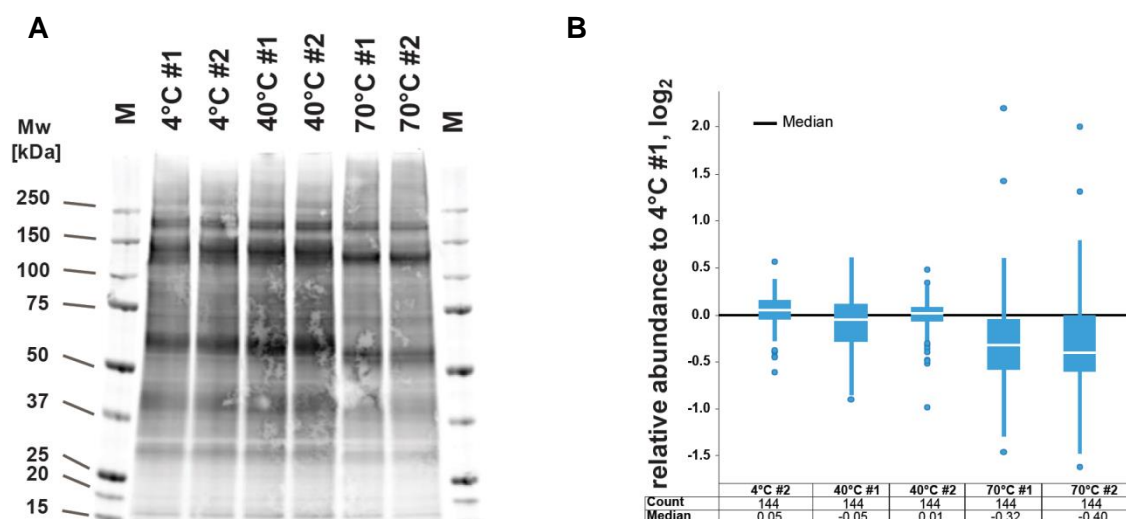 A
B
M
4°C #1
4°C #2
40°C #1
40°C #2
70°C #1
70°C #2
M
Mw
[kDa]
250
150
100
75
50
37
25
20
15
relative abundance to 4°C #1, log2
Median
2.0
1.5
1.0
0.5
0.0
-0.5
-1.0
-1.5
4°C #2 40°C #1 40°C #2 70°C #1 70°C #2
Count 144 144 144 144 144
Median 0.05 -0.05 0.01 -0.32 -0.40